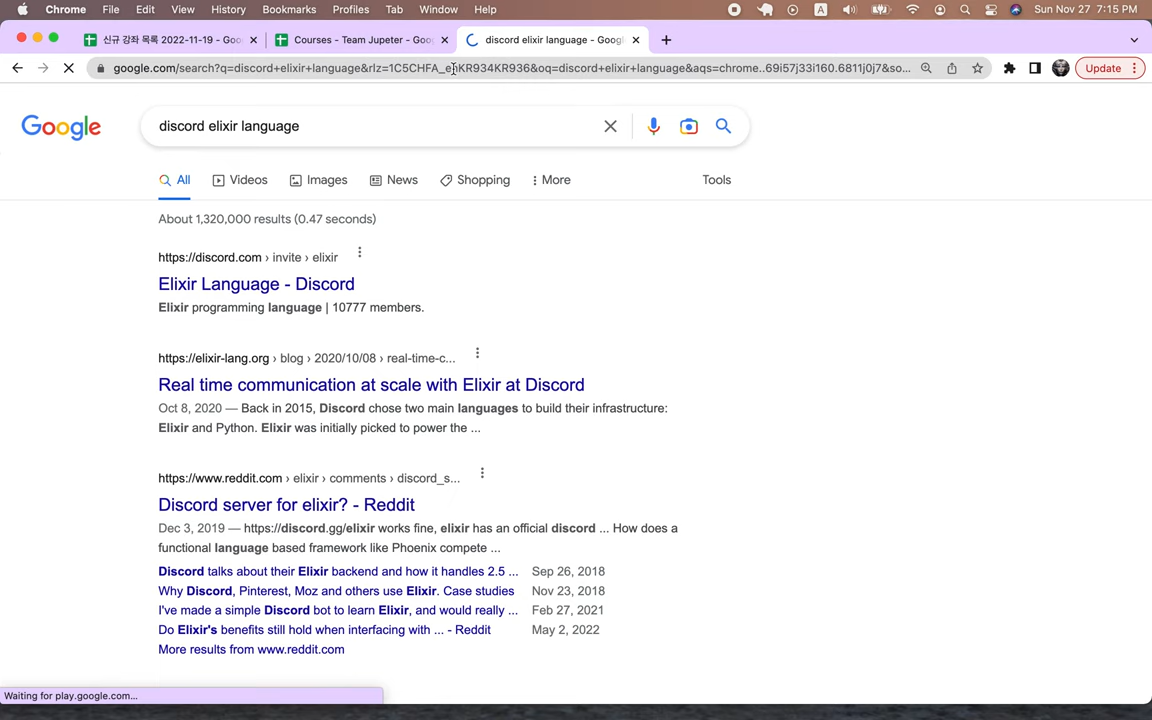 Chrome File Edit View History Bookmarks Profiles Tab Window Help A Sun Nov 27 7:15 PM
신규 강좌 목록 2022-11-19 - Goo Courses - Team Jupeter - Goo discord elixir language - Goog
google.com/search?q=discord+elixir+language&rlz=1C5CHFA_enKR934KR936&oq=discord+elixir+language&aqs=chrome..69i57j33i160.6811j0j7&so... Update
Google discord elixir language
All Videos Images News Shopping More Tools
About 1,320,000 results (0.47 seconds)
https://discord.com › invite › elixir
Elixir Language - Discord
Elixir programming language | 10777 members.
https://elixir-lang.org › blog › 2020/10/08 › real-time-c...
Real time communication at scale with Elixir at Discord
Oct 8, 2020 — Back in 2015, Discord chose two main languages to build their infrastructure:
Elixir and Python. Elixir was initially picked to power the ...
https://www.reddit.com › elixir › comments › discord_s...
Discord server for elixir? - Reddit
Dec 3, 2019 — https://discord.gg/elixir works fine, elixir has an official discord ... How does a
functional language based framework like Phoenix compete ...
Discord talks about their Elixir backend and how it handles 2.5 ... Sep 26, 2018
Why Discord, Pinterest, Moz and others use Elixir. Case studies Nov 23, 2018
I've made a simple Discord bot to learn Elixir, and would really ... Feb 27, 2021
Do Elixir's benefits still hold when interfacing with ... - Reddit May 2, 2022
More results from www.reddit.com
Waiting for play.google.com...